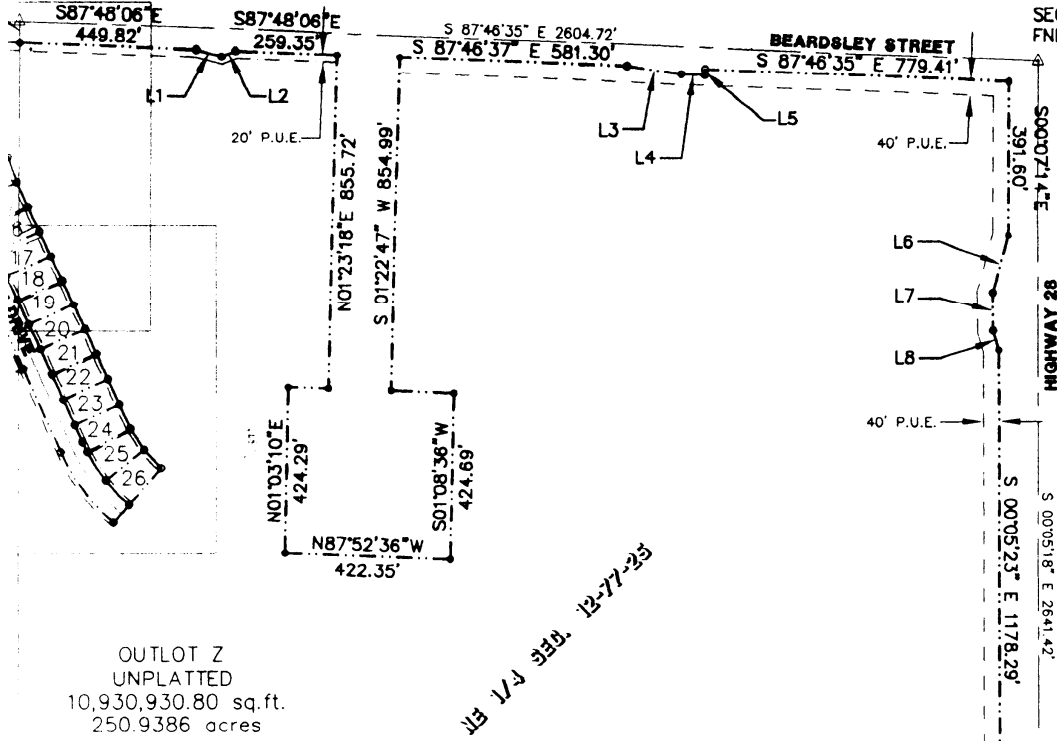 S87°48'06"E
449.82'
S87°48'06"E
259.35'
S 87°46'35" E 2604.72'
S 87°46'37" E 581.30'
BEARDSLEY STREET
S 87°46'35" E 779.41'
SEC
FN
L1
L2
20' P.U.E.
L3
L4
L5
40' P.U.E.
S00°07'14"E
391.60'
N01°23'18"E 855.72'
S 01°22'47" W 854.99'
17
18
19
20
21
22
23
24
25
26
L6
L7
L8
HIGHWAY 28
40' P.U.E.
N01°03'10"E
424.29'
S01°08'36"W
424.69'
N87°52'36"W
422.35'
S 00°05'23" E 1178.29'
S 00°05'18" E 2641.42'
NE 1/4 SEC. 12-77-25
OUTLOT Z
UNPLATTED
10,930,930.80 sq.ft.
250.9386 acres